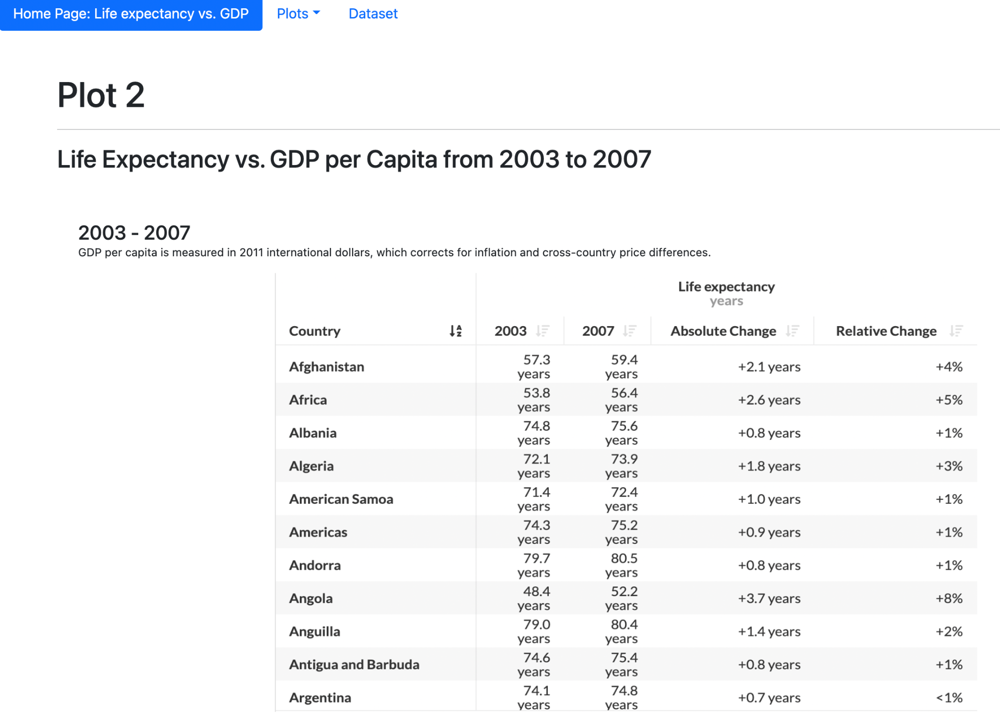 Home Page: Life expectancy vs. GDP Plots Dataset
Plot 2
Life Expectancy vs. GDP per Capita from 2003 to 2007
2003 - 2007
GDP per capita is measured in 2011 international dollars, which corrects for inflation and cross-country price differences.
Life expectancy
years
Country 2003 2007 Absolute Change Relative Change
Afghanistan 57.3 years 59.4 years +2.1 years +4%
Africa 53.8 years 56.4 years +2.6 years +5%
Albania 74.8 years 75.6 years +0.8 years +1%
Algeria 72.1 years 73.9 years +1.8 years +3%
American Samoa 71.4 years 72.4 years +1.0 years +1%
Americas 74.3 years 75.2 years +0.9 years +1%
Andorra 79.7 years 80.5 years +0.8 years +1%
Angola 48.4 years 52.2 years +3.7 years +8%
Anguilla 79.0 years 80.4 years +1.4 years +2%
Antigua and Barbuda 74.6 years 75.4 years +0.8 years +1%
Argentina 74.1 years 74.8 years +0.7 years <1%